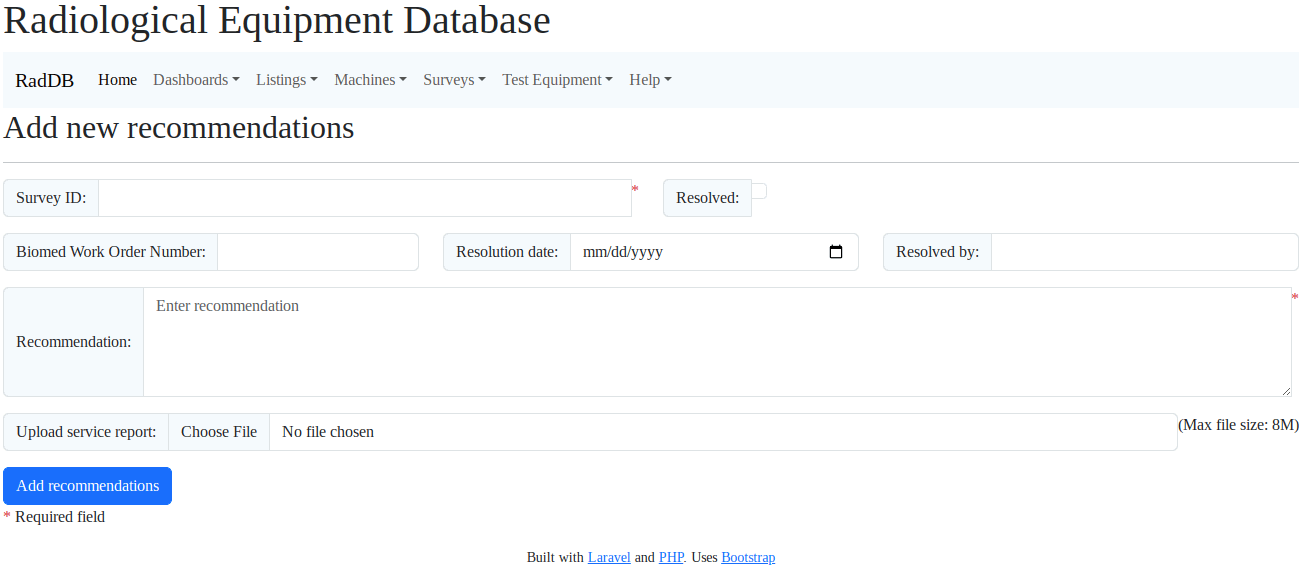 Radiological Equipment Database
RadDB Home Dashboards Listings Machines Surveys Test Equipment Help
Add new recommendations
Survey ID: * Resolved:
Biomed Work Order Number: Resolution date: mm/dd/yyyy Resolved by:
Recommendation: Enter recommendation *
Upload service report: Choose File No file chosen (Max file size: 8M)
Add recommendations
* Required field
Built with Laravel and PHP. Uses Bootstrap